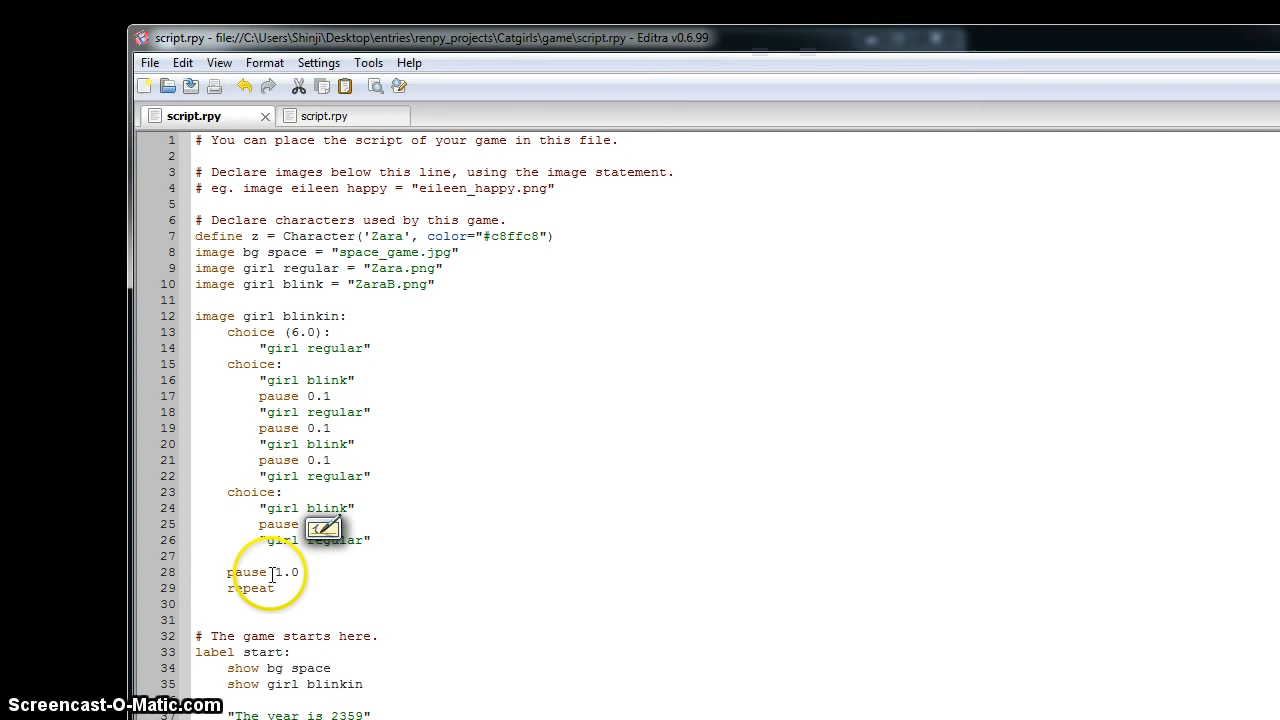 script.rpy - file://C:\Users\Shinji\Desktop\entries\renpy_projects\Catgirls\game\script.rpy - Editra v0.6.99
File Edit View Format Settings Tools Help
script.rpy script.rpy
1 # You can place the script of your game in this file.
2
3 # Declare images below this line, using the image statement.
4 # eg. image eileen happy = "eileen_happy.png"
5
6 # Declare characters used by this game.
7 define z = Character('Zara', color="#c8ffc8")
8 image bg space = "space_game.jpg"
9 image girl regular = "Zara.png"
10 image girl blink = "ZaraB.png"
11
12 image girl blinkin:
13 choice (6.0):
14 "girl regular"
15 choice:
16 "girl blink"
17 pause 0.1
18 "girl regular"
19 pause 0.1
20 "girl blink"
21 pause 0.1
22 "girl regular"
23 choice:
24 "girl blink"
25 pause
26 "girl regular"
27
28 pause 1.0
29 repeat
30
31
32 # The game starts here.
33 label start:
34 show bg space
35 show girl blinkin
37 "The year is 2359"
Screencast-O-Matic.com